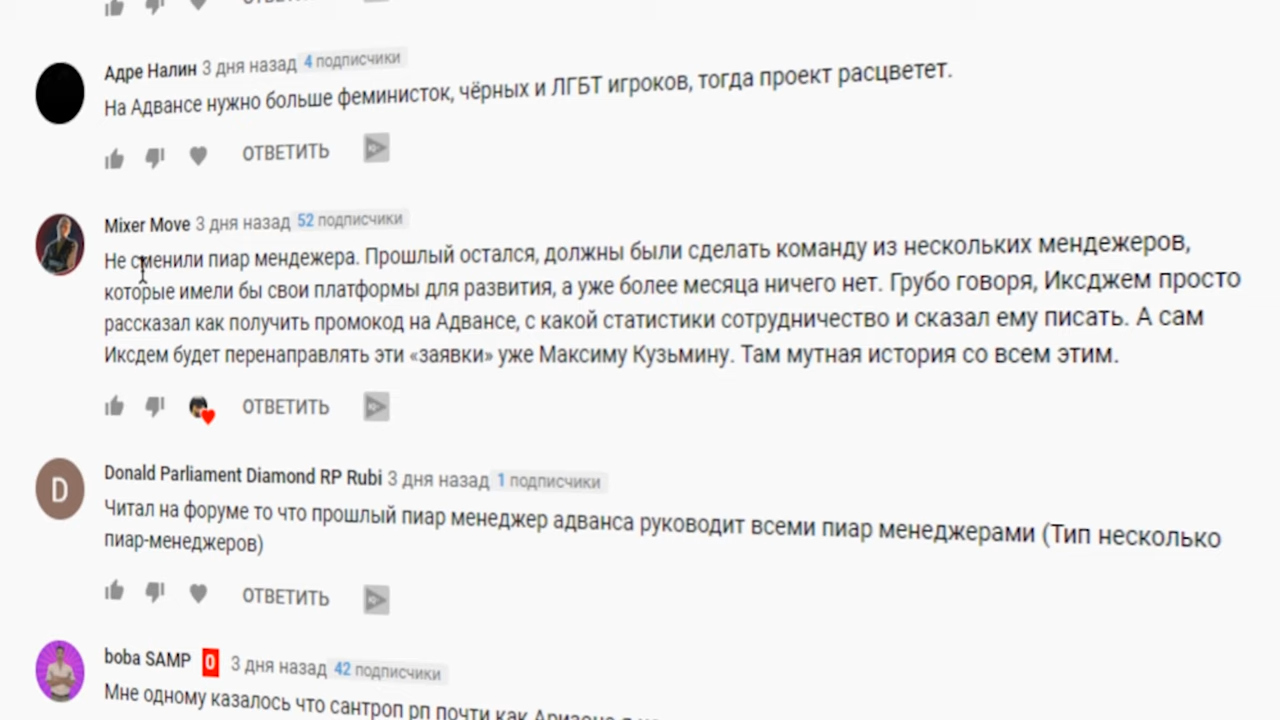 Адре Налин 3 дня назад 4 подписчики
На Адвансе нужно больше феминисток, чёрных и ЛГБТ игроков, тогда проект расцветет.
ОТВЕТИТЬ
Mixer Move 3 дня назад 52 подписчики
Не сменили пиар мендежера. Прошлый остался, должны были сделать команду из нескольких мендежеров,
которые имели бы свои платформы для развития, а уже более месяца ничего нет. Грубо говоря, Иксджем просто
рассказал как получить промокод на Адвансе, с какой статистики сотрудничество и сказал ему писать. А сам
Иксдем будет перенаправлять эти «заявки» уже Максиму Кузьмину. Там мутная история со всем этим.
ОТВЕТИТЬ
Donald Parliament Diamond RP Rubi 3 дня назад 1 подписчики
Читал на форуме то что прошлый пиар менеджер адванса руководит всеми пиар менеджерами (Тип несколько
пиар-менеджеров)
ОТВЕТИТЬ
boba SAMP 0 3 дня назад 42 подписчики
Мне одному казалось что сантроп рп почти как